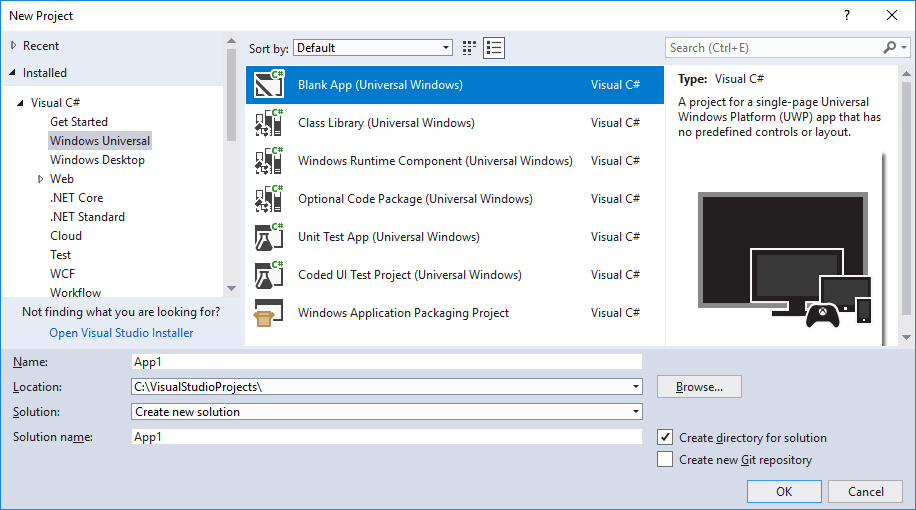 New Project
?
Recent
Installed
Visual C#
Get Started
Windows Universal
Windows Desktop
Web
.NET Core
.NET Standard
Cloud
Test
WCF
Workflow
Not finding what you are looking for?
Open Visual Studio Installer
Sort by: Default
Search (Ctrl+E)
C# Blank App (Universal Windows) Visual C#
C# Class Library (Universal Windows) Visual C#
C# Windows Runtime Component (Universal Windows) Visual C#
C# Optional Code Package (Universal Windows) Visual C#
C# Unit Test App (Universal Windows) Visual C#
C# Coded UI Test Project (Universal Windows) Visual C#
Windows Application Packaging Project Visual C#
Type: Visual C#
A project for a single-page Universal
Windows Platform (UWP) app that has
no predefined controls or layout.
Name: App1
Location: C:\VisualStudioProjects\
Browse...
Solution: Create new solution
Solution name: App1
Create directory for solution
Create new Git repository
OK
Cancel